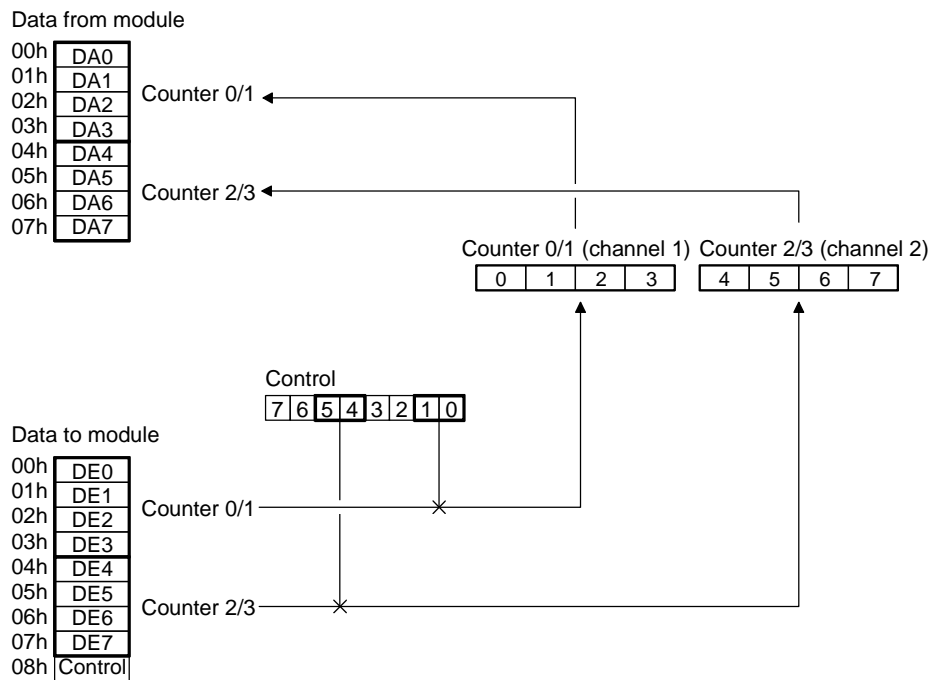 Data from module
00h DA0
01h DA1
02h DA2
03h DA3
04h DA4
05h DA5
06h DA6
07h DA7
Counter 0/1
Counter 2/3
Counter 0/1 (channel 1) Counter 2/3 (channel 2)
0 1 2 3 4 5 6 7
Control
7 6 5 4 3 2 1 0
Data to module
00h DE0
01h DE1
02h DE2
03h DE3
04h DE4
05h DE5
06h DE6
07h DE7
08h Control
Counter 0/1
Counter 2/3